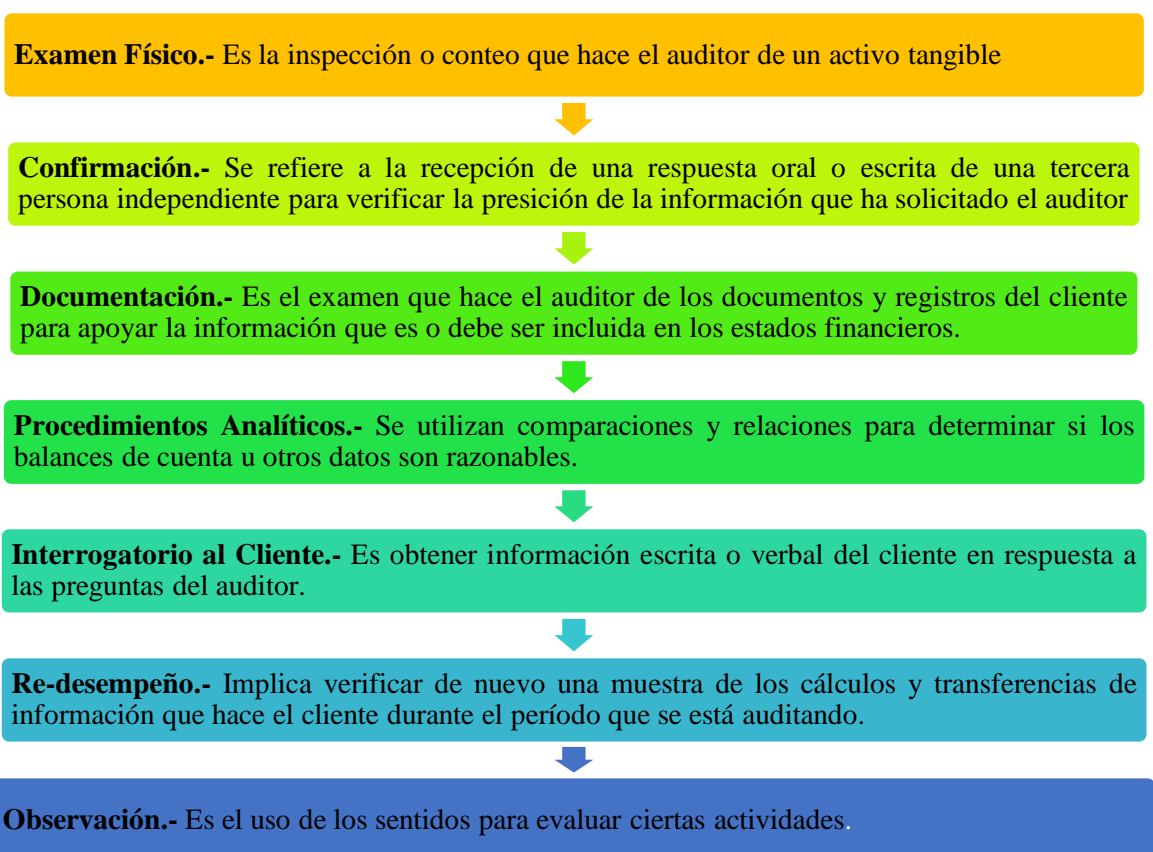 Examen Físico.- Es la inspección o conteo que hace el auditor de un activo tangible
Confirmación.- Se refiere a la recepción de una respuesta oral o escrita de una tercera
persona independiente para verificar la presición de la información que ha solicitado el auditor
Documentación.- Es el examen que hace el auditor de los documentos y registros del cliente
para apoyar la información que es o debe ser incluida en los estados financieros.
Procedimientos Analíticos.- Se utilizan comparaciones y relaciones para determinar si los
balances de cuenta u otros datos son razonables.
Interrogatorio al Cliente.- Es obtener información escrita o verbal del cliente en respuesta a
las preguntas del auditor.
Re-desempeño.- Implica verificar de nuevo una muestra de los cálculos y transferencias de
información que hace el cliente durante el período que se está auditando.
Observación.- Es el uso de los sentidos para evaluar ciertas actividades.